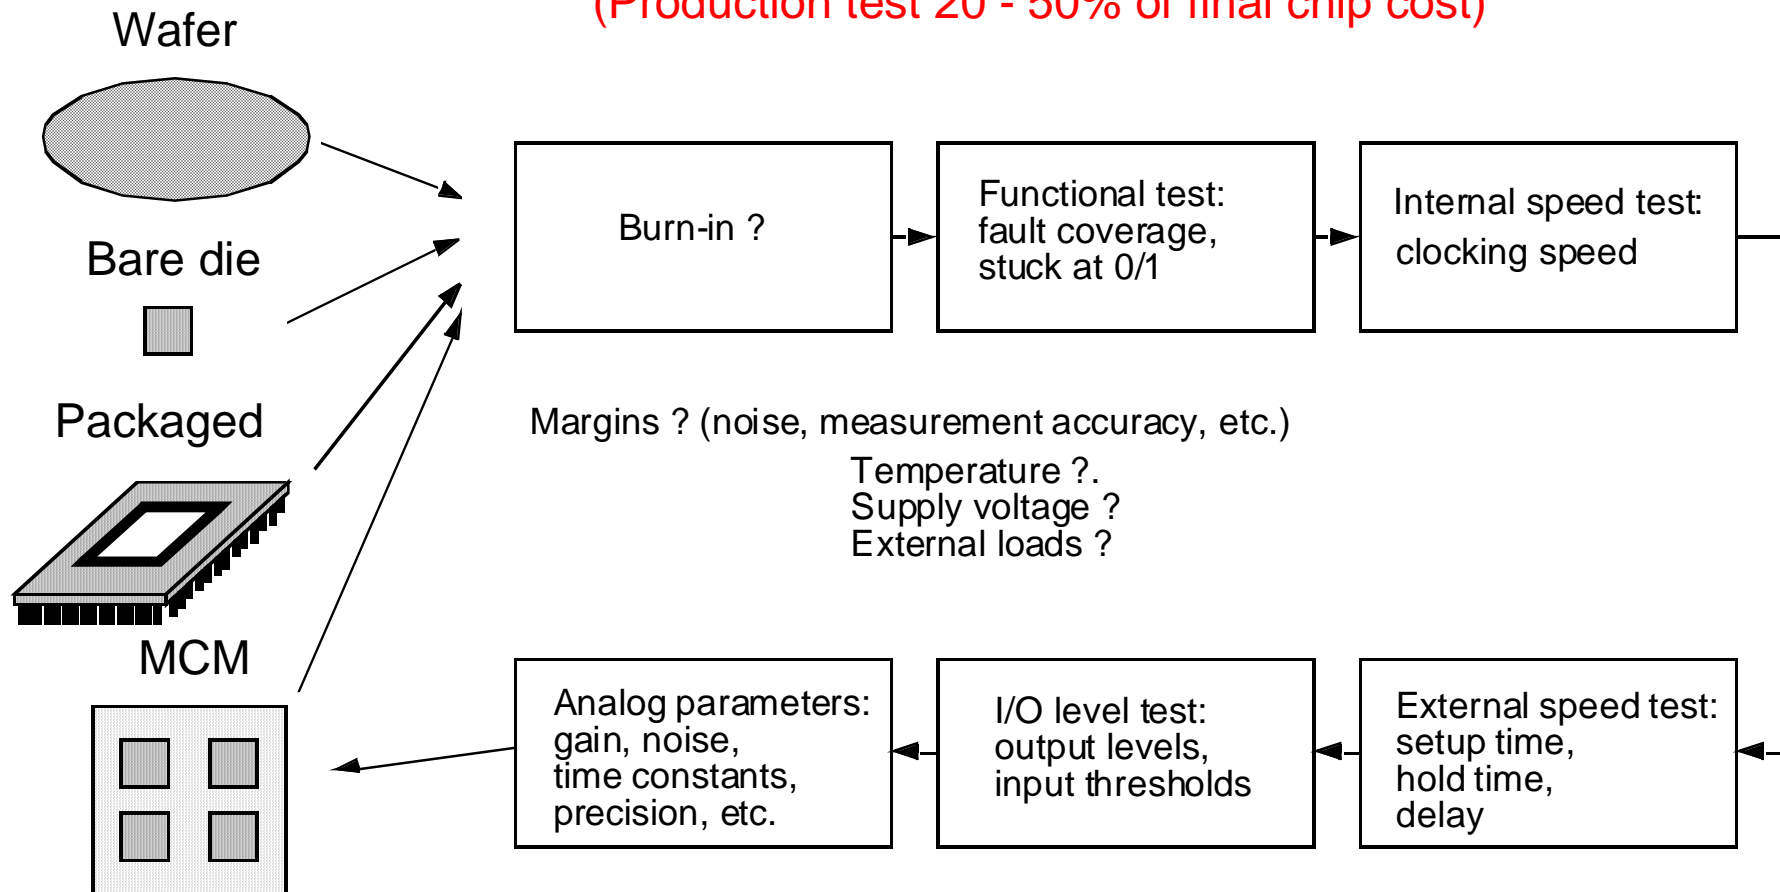 (Production test 20 - 50% of final chip cost)
Wafer
Bare die
Packaged
MCM
Burn-in ?
Functional test:
fault coverage,
stuck at 0/1
Internal speed test:
clocking speed
Margins ? (noise, measurement accuracy, etc.)
Temperature ?.
Supply voltage ?
External loads ?
Analog parameters:
gain, noise,
time constants,
precision, etc.
I/O level test:
output levels,
input thresholds
External speed test:
setup time,
hold time,
delay